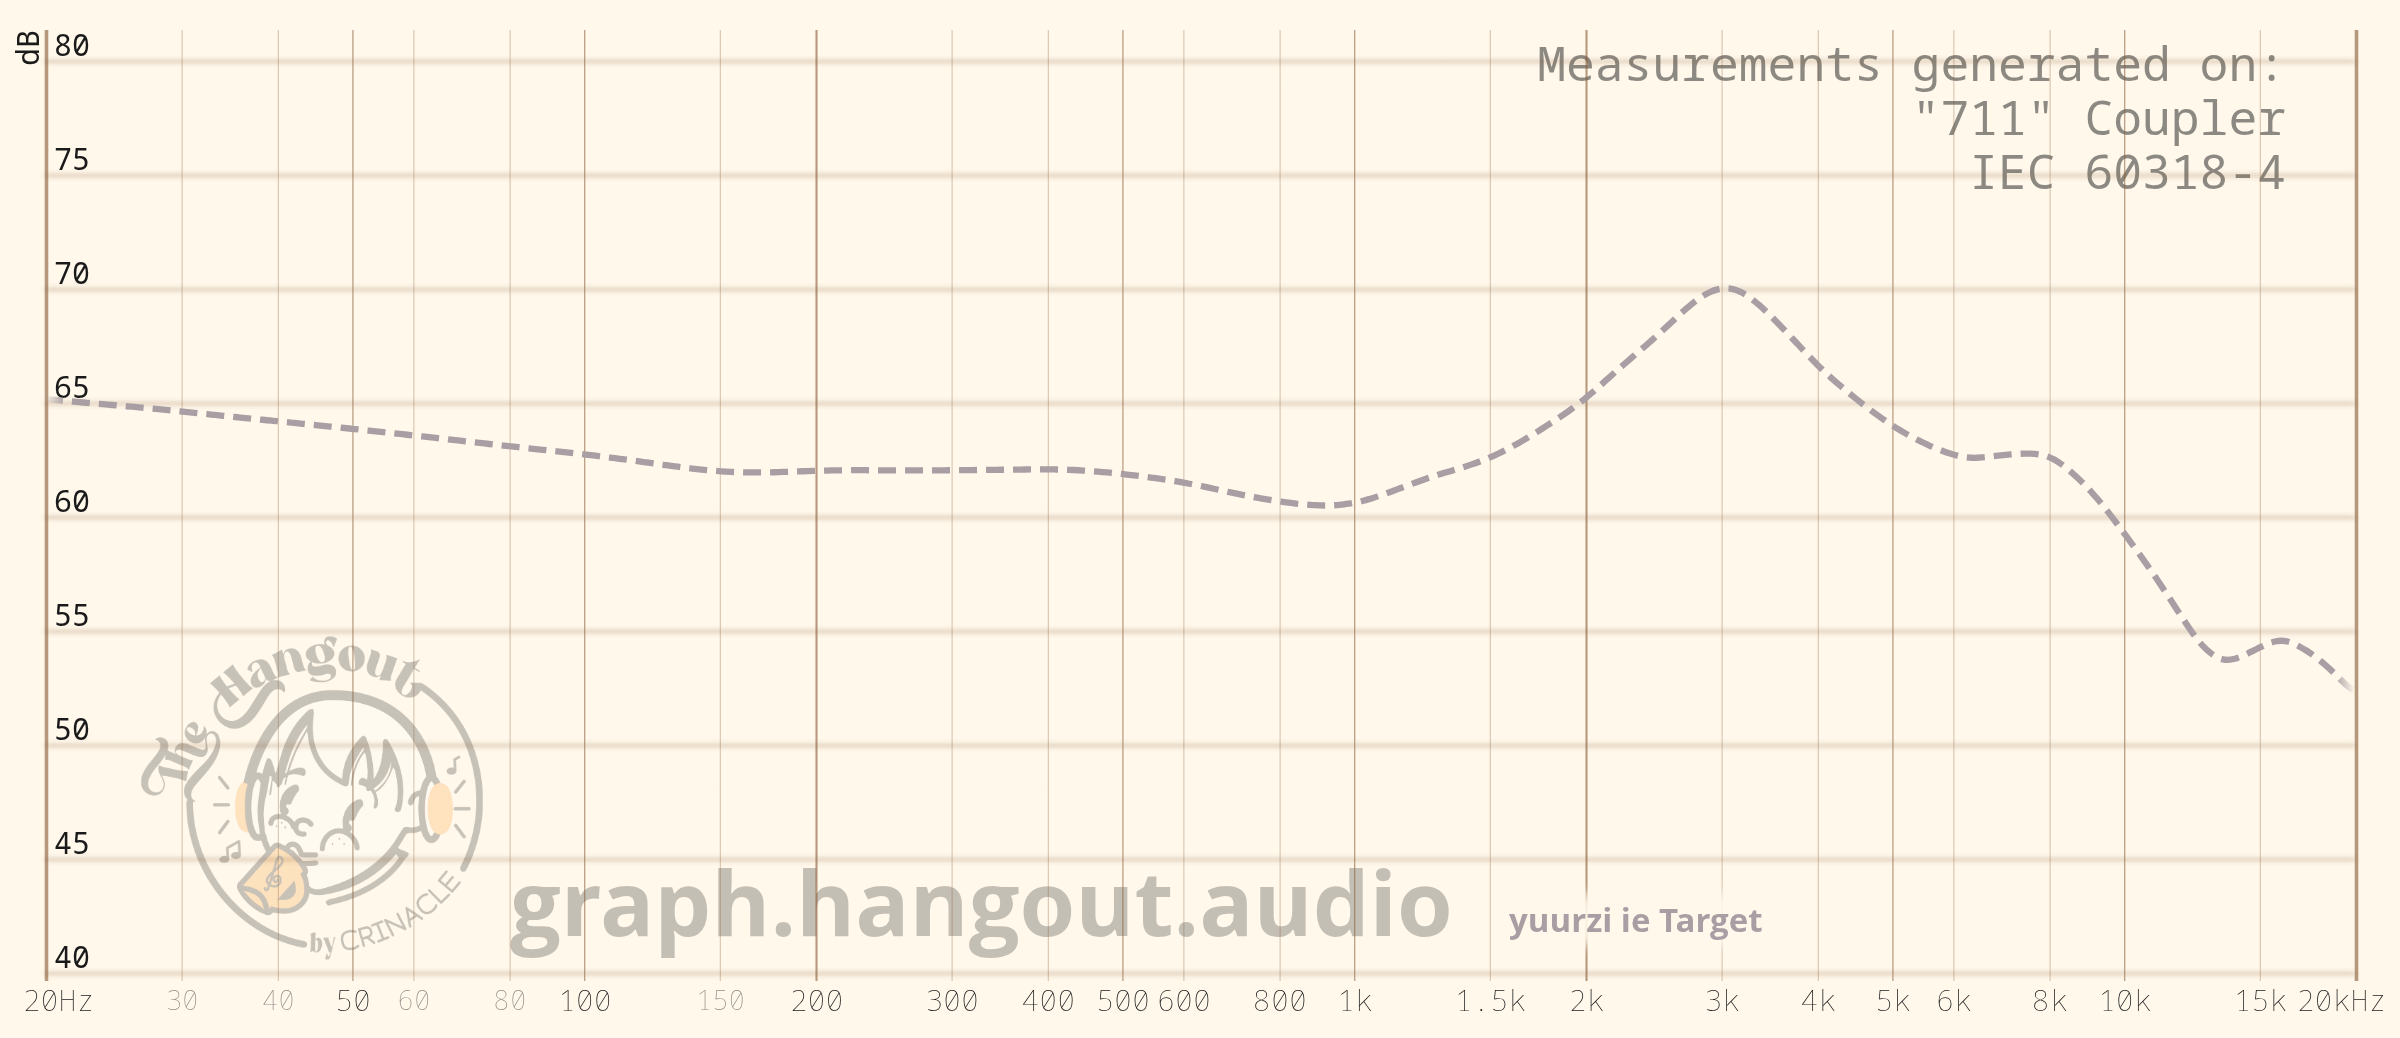 dB
80
75
70
65
60
55
50
45
40
Measurements generated on:
"711" Coupler
IEC 60318-4
The Hangout
by CRINACLE
graph.hangout.audio
yuurzi ie Target
20Hz 30 40 50 60 80 100 150 200 300 400 500 600 800 1k 1.5k 2k 3k 4k 5k 6k 8k 10k 15k 20kHz